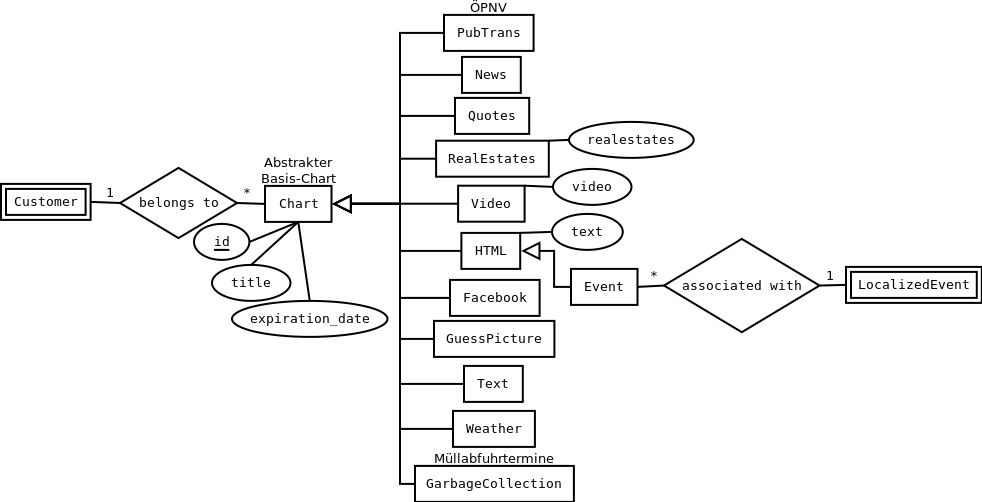 ÖPNV
PubTrans
News
Quotes
RealEstates
realestates
Abstrakter
Basis-Chart
Customer
1
belongs to
*
Chart
Video
video
id
title
expiration_date
HTML
text
Event
*
associated with
1
LocalizedEvent
Facebook
GuessPicture
Text
Weather
Müllabfuhrtermine
GarbageCollection